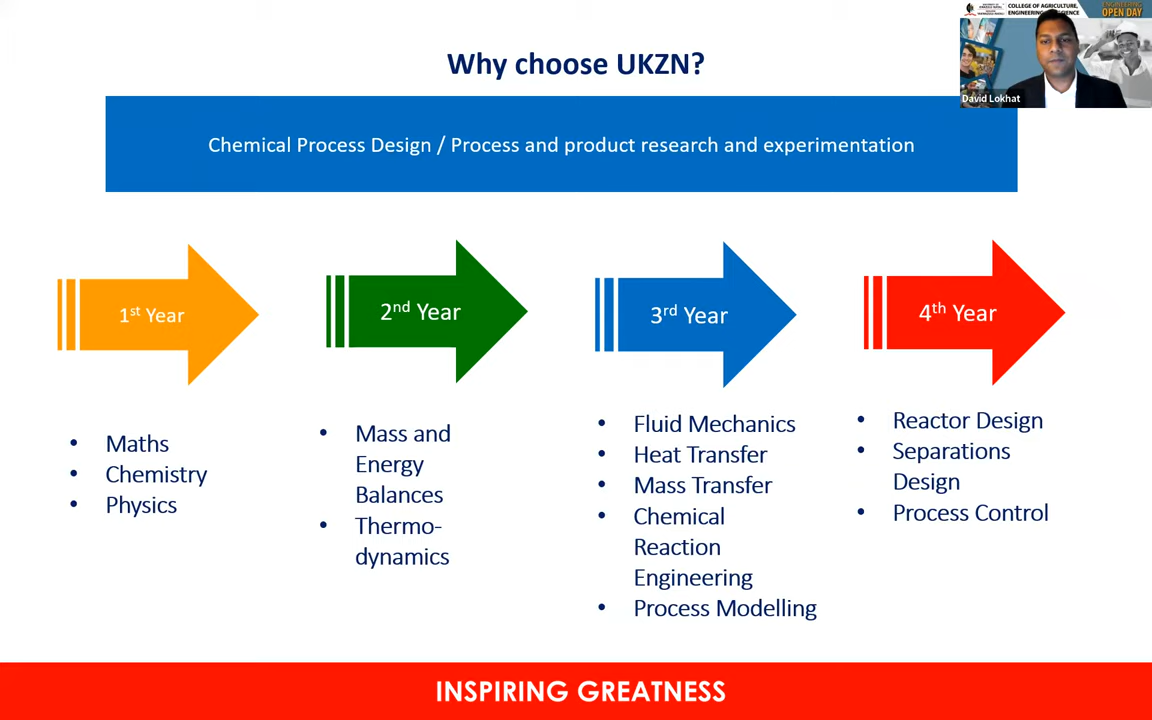 COLLEGE OF AGRICULTURE,
ENGINEERING
ENGINEERING
OPEN DAY
David Lokhat
Why choose UKZN?
Chemical Process Design / Process and product research and experimentation
1st Year
2nd Year
3rd Year
4th Year
• Maths
• Chemistry
• Physics
• Mass and
Energy
Balances
• Thermo-
dynamics
• Fluid Mechanics
• Heat Transfer
• Mass Transfer
• Chemical
Reaction
Engineering
• Process Modelling
• Reactor Design
• Separations
Design
• Process Control
INSPIRING GREATNESS